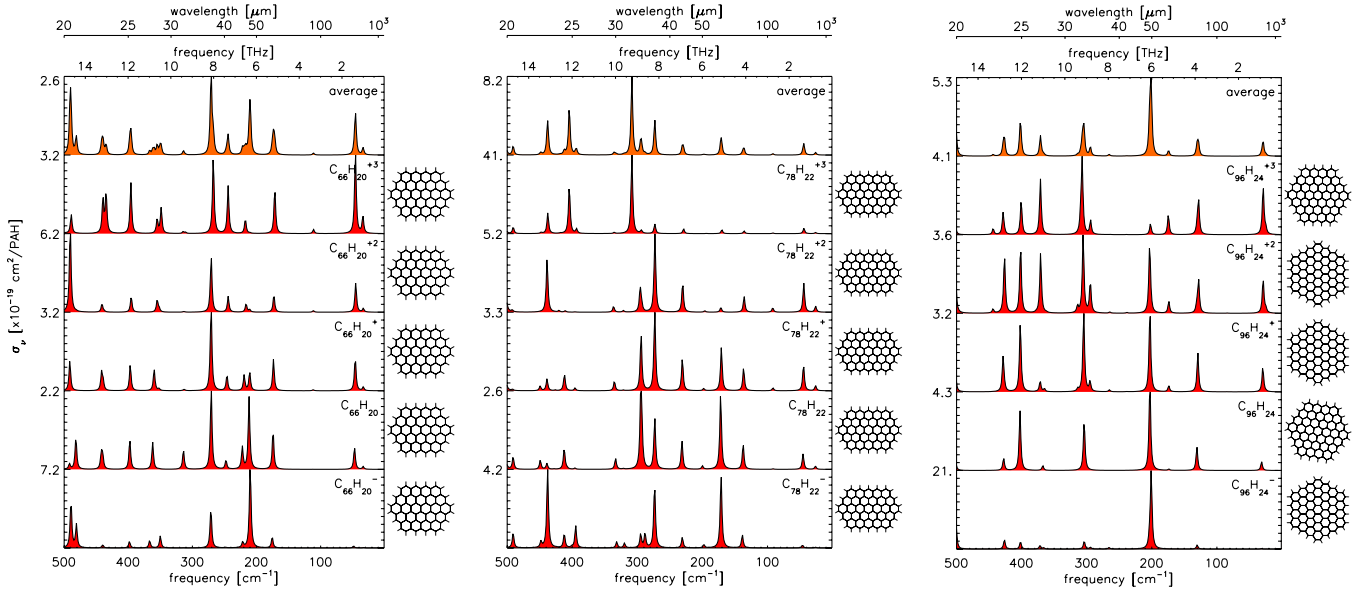 wavelength [μm]
20 25 30 40 50 100 10³
frequency [THz]
14 12 10 8 6 4 2
2.6
average
3.2
C₆₆H₂₀⁺³
6.2
C₆₆H₂₀⁺²
3.2
C₆₆H₂₀⁺
2.2
C₆₆H₂₀
7.2
C₆₆H₂₀⁻
σᵥ [×10⁻¹⁹ cm²/PAH]
500 400 300 200 100
frequency [cm⁻¹]
wavelength [μm]
20 25 30 40 50 100 10³
frequency [THz]
14 12 10 8 6 4 2
8.2
average
41.
C₇₈H₂₂⁺³
5.2
C₇₈H₂₂⁺²
3.3
C₇₈H₂₂⁺
2.6
C₇₈H₂₂
4.2
C₇₈H₂₂⁻
500 400 300 200 100
frequency [cm⁻¹]
wavelength [μm]
20 25 30 40 50 100 10³
frequency [THz]
14 12 10 8 6 4 2
5.3
average
4.1
C₉₆H₂₄⁺³
3.6
C₉₆H₂₄⁺²
3.2
C₉₆H₂₄⁺
4.3
C₉₆H₂₄
21.
C₉₆H₂₄⁻
500 400 300 200 100
frequency [cm⁻¹]